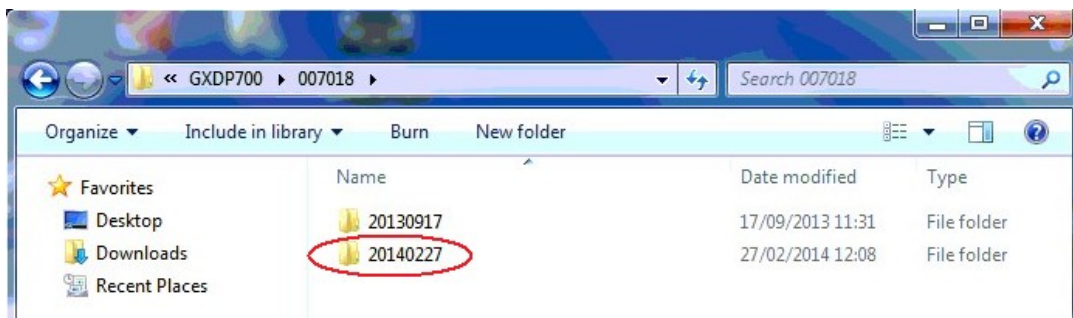 « GXDP700 ▸ 007018 ▸ Search 007018
Organize ▾ Include in library ▾ Burn New folder
Favorites
Desktop
Downloads
Recent Places
Name Date modified Type
20130917 17/09/2013 11:31 File folder
20140227 27/02/2014 12:08 File folder